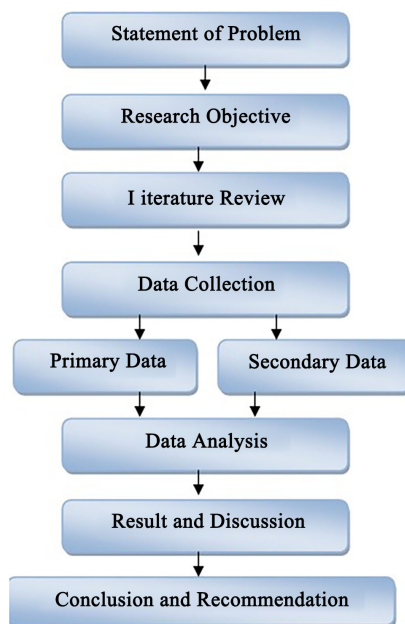 Statement of Problem
Research Objective
I iterature Review
Data Collection
Primary Data
Secondary Data
Data Analysis
Result and Discussion
Conclusion and Recommendation